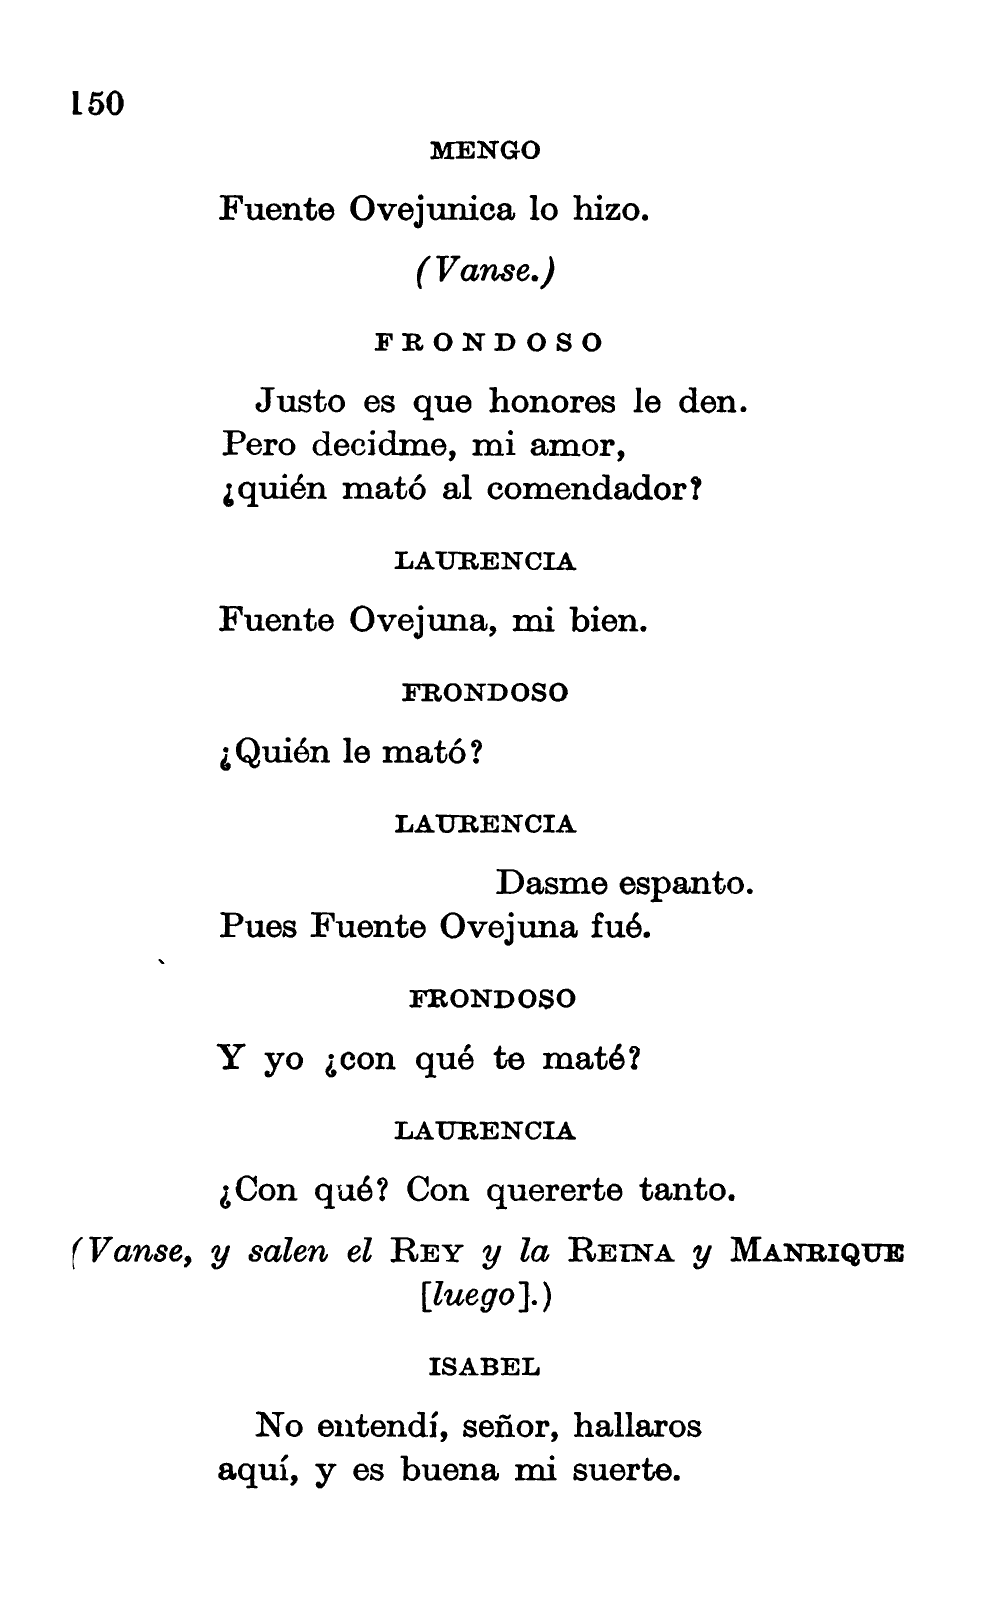 150
MENGO
Fuente Ovejunica lo hizo.
(Vanse.)
FRONDOSO
Justo es que honores le den.
Pero decidme, mi amor,
¿quién mató al comendador?
LAURENCIA
Fuente Ovejuna, mi bien.
FRONDOSO
¿Quién le mató?
LAURENCIA
Dasme espanto.
Pues Fuente Ovejuna fué.
FRONDOSO
Y yo ¿con qué te maté?
LAURENCIA
¿Con qué? Con quererte tanto.
(Vanse, y salen el REY y la REINA y MANRIQUE
[luego].)
ISABEL
No entendí, señor, hallaros
aquí, y es buena mi suerte.